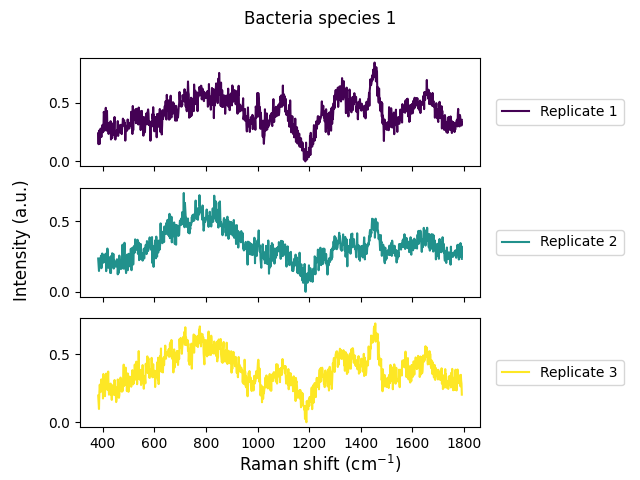 Bacteria species 1
0.5
0.0
Replicate 1
Intensity (a.u.)
0.5
0.0
Replicate 2
0.5
0.0
Replicate 3
400 600 800 1000 1200 1400 1600 1800
Raman shift (cm⁻¹)